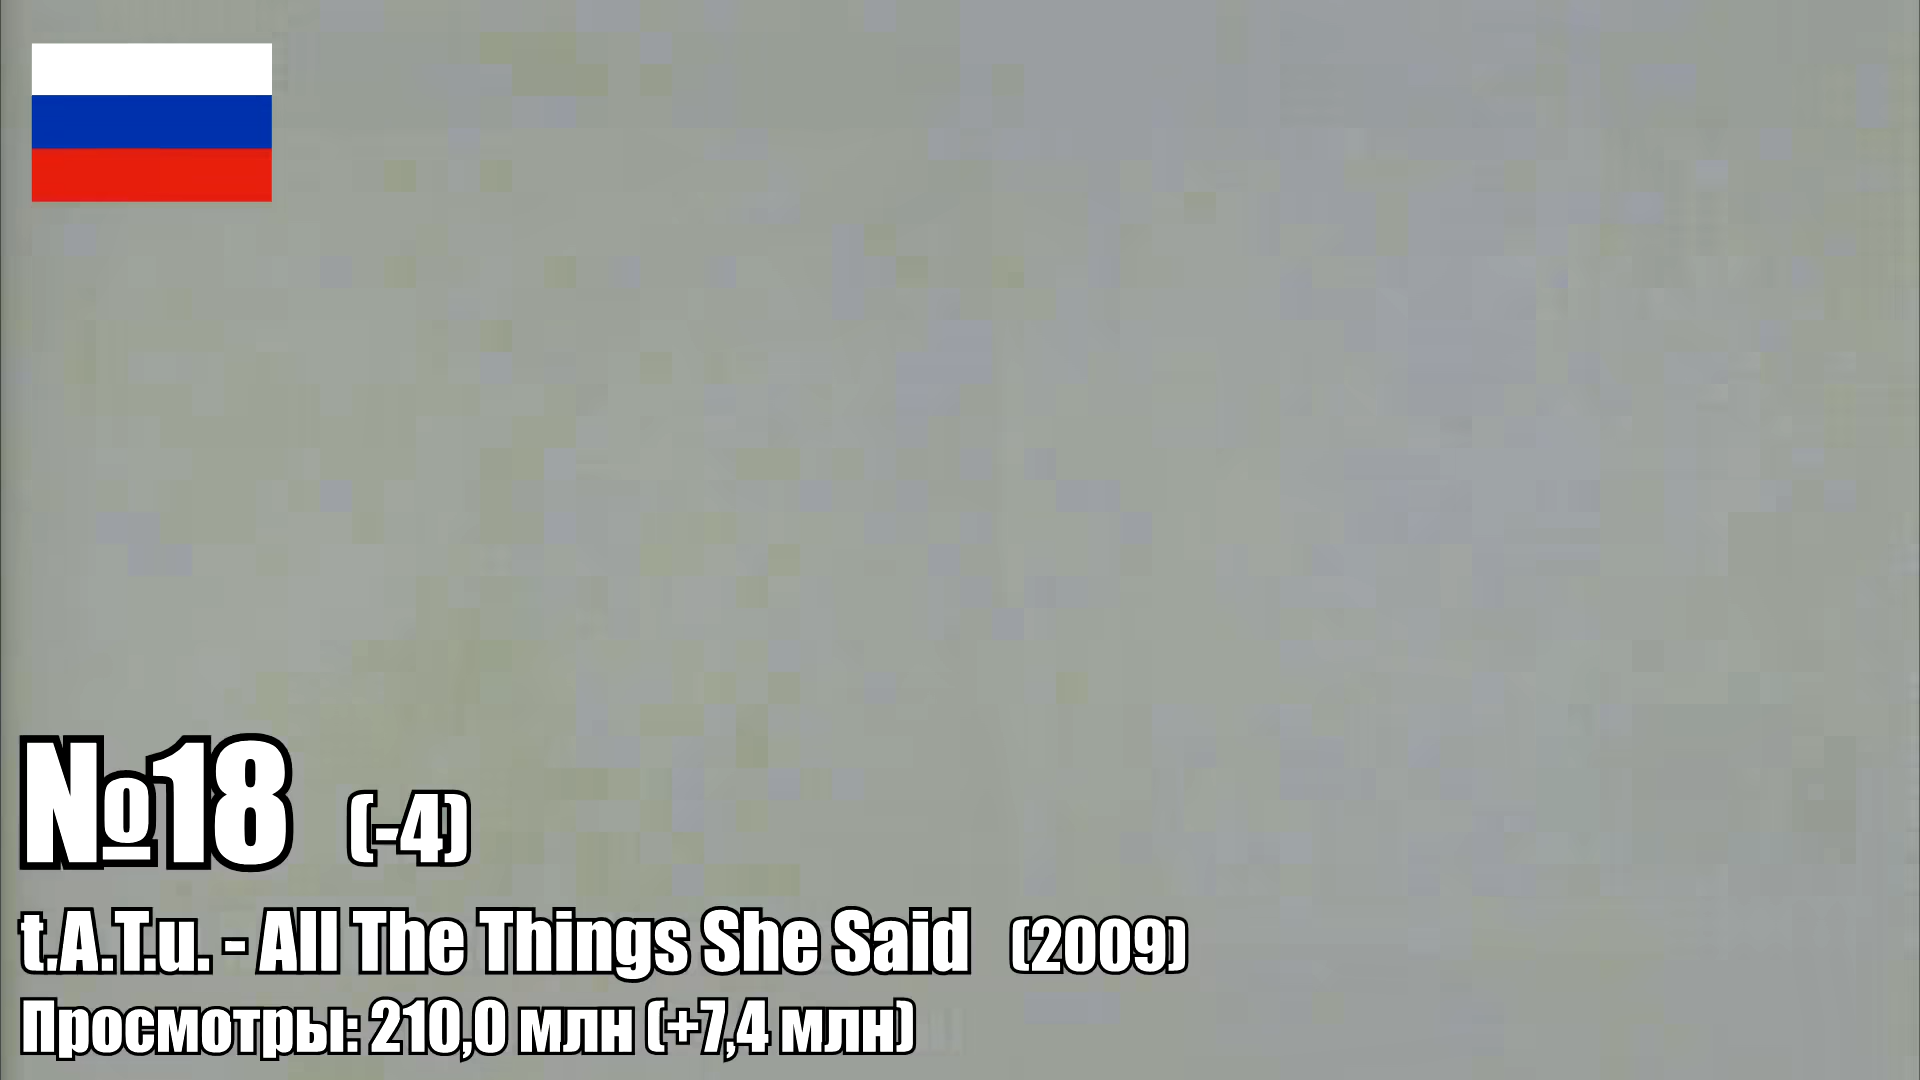 №18 (-4)
t.A.T.u. - All The Things She Said (2009)
Просмотры: 210,0 млн (+7,4 млн)